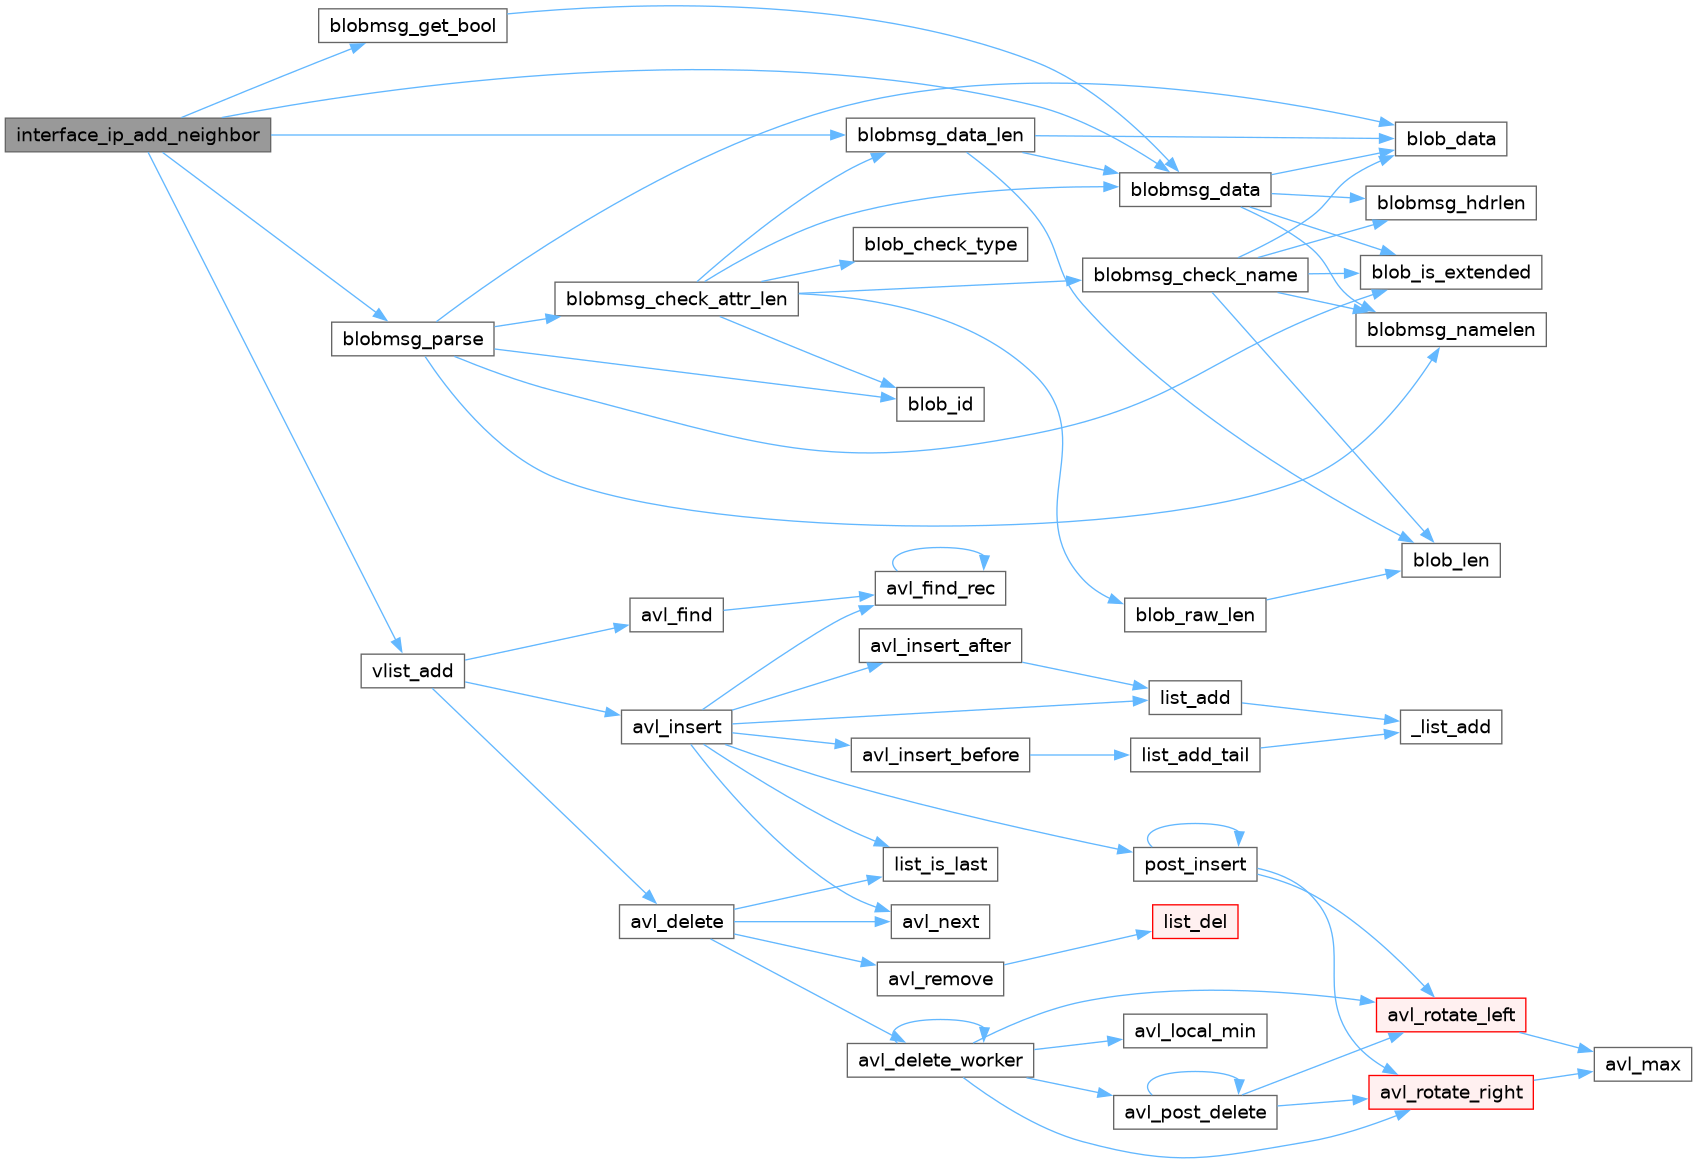 blobmsg_get_bool
interface_ip_add_neighbor
blobmsg_data_len
blob_data
blobmsg_data
blobmsg_hdrlen
blob_check_type
blobmsg_check_name
blob_is_extended
blobmsg_check_attr_len
blobmsg_namelen
blobmsg_parse
blob_id
blob_len
avl_find_rec
avl_find
blob_raw_len
avl_insert_after
vlist_add
list_add
avl_insert
_list_add
avl_insert_before
list_add_tail
list_is_last
post_insert
avl_delete
avl_next
list_del
avl_remove
avl_rotate_left
avl_local_min
avl_delete_worker
avl_max
avl_rotate_right
avl_post_delete